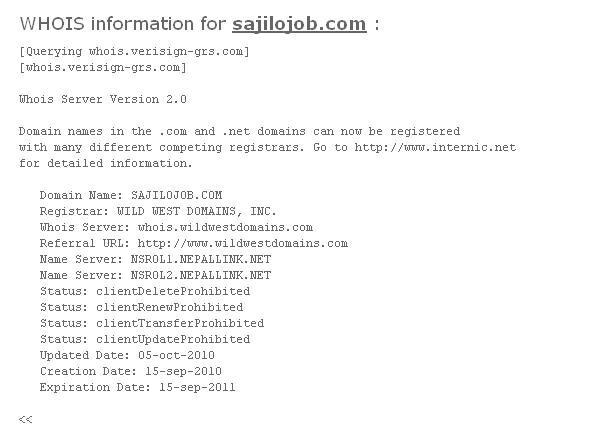 WHOIS information for sajilojob.com :
[Querying whois.verisign-grs.com]
[whois.verisign-grs.com]
Whois Server Version 2.0
Domain names in the .com and .net domains can now be registered
with many different competing registrars. Go to http://www.internic.net
for detailed information.
Domain Name: SAJILOJOB.COM
Registrar: WILD WEST DOMAINS, INC.
Whois Server: whois.wildwestdomains.com
Referral URL: http://www.wildwestdomains.com
Name Server: NSROL1.NEPALLINK.NET
Name Server: NSROL2.NEPALLINK.NET
Status: clientDeleteProhibited
Status: clientRenewProhibited
Status: clientTransferProhibited
Status: clientUpdateProhibited
Updated Date: 05-oct-2010
Creation Date: 15-sep-2010
Expiration Date: 15-sep-2011
<<